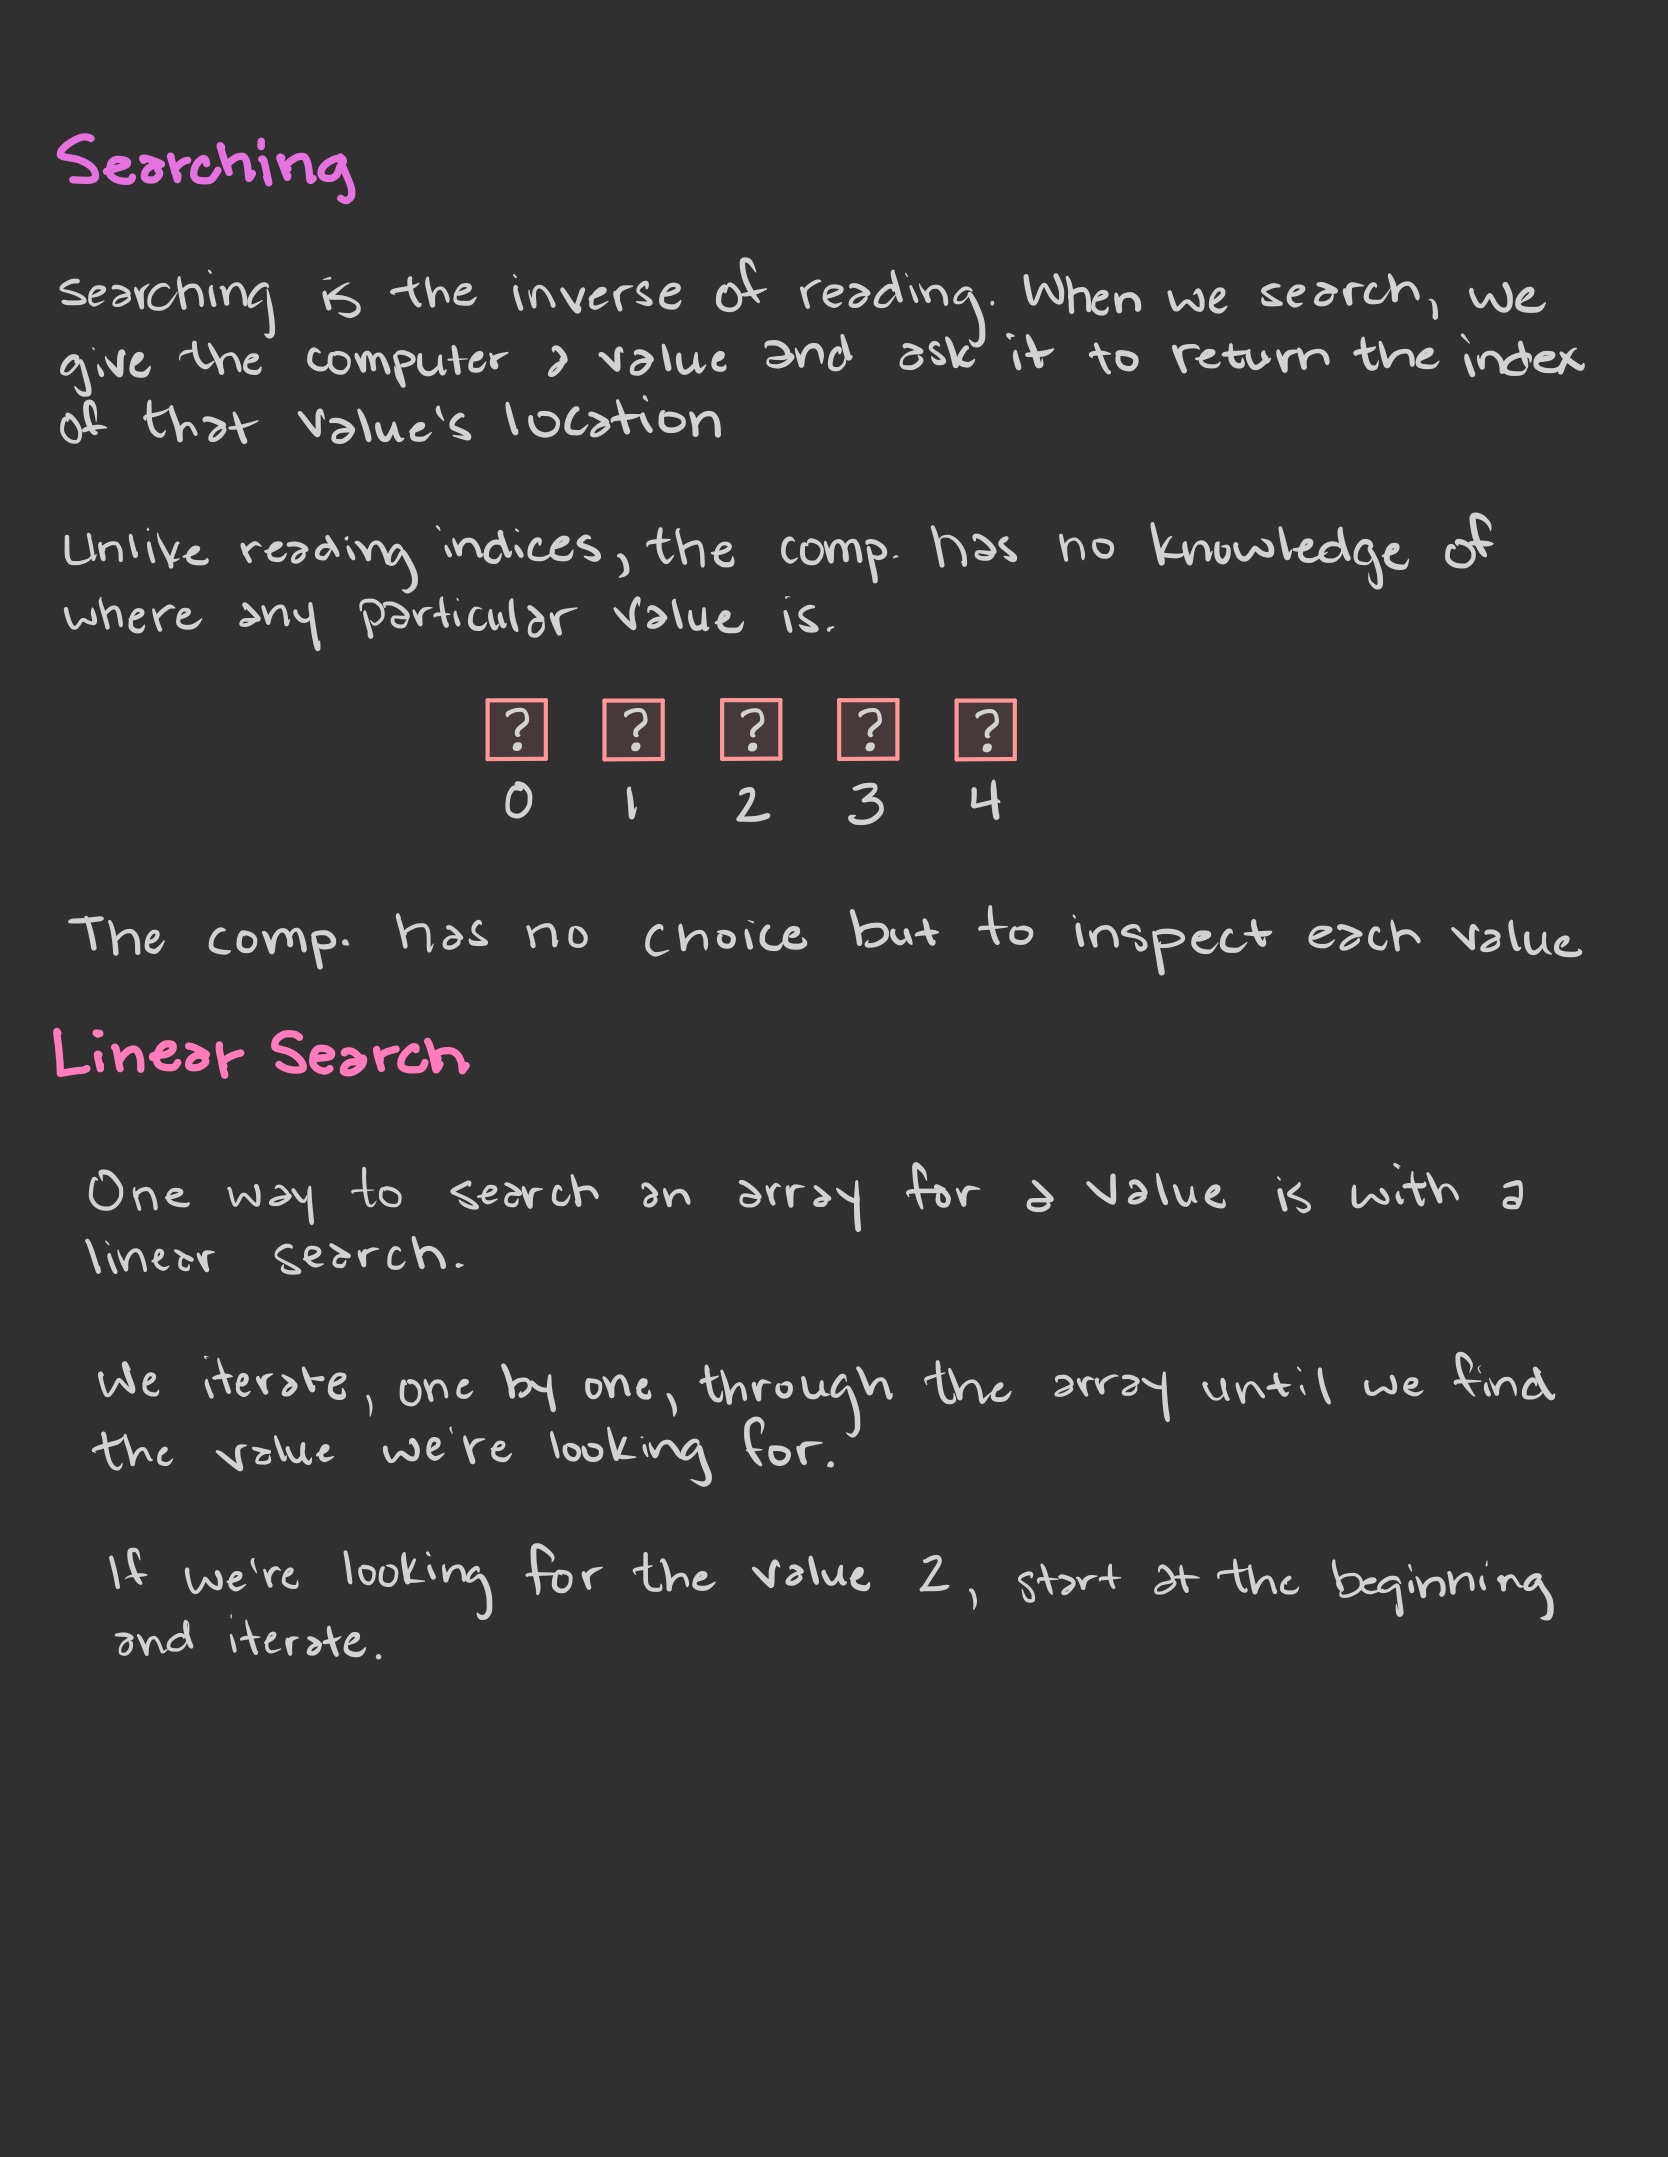 Searching
Searching is the inverse of reading. When we search, we
give the computer a value and ask it to return the index
of that value's location
Unlike reading indices, the comp. has no knowledge of
where any particular value is.
? ? ? ? ?
0 1 2 3 4
The comp. has no choice but to inspect each value
Linear Search
One way to search an array for a value is with a
linear search.
We iterate, one by one, through the array until we find
the value we're looking for.
If we're looking for the value 2, start at the beginning
and iterate.